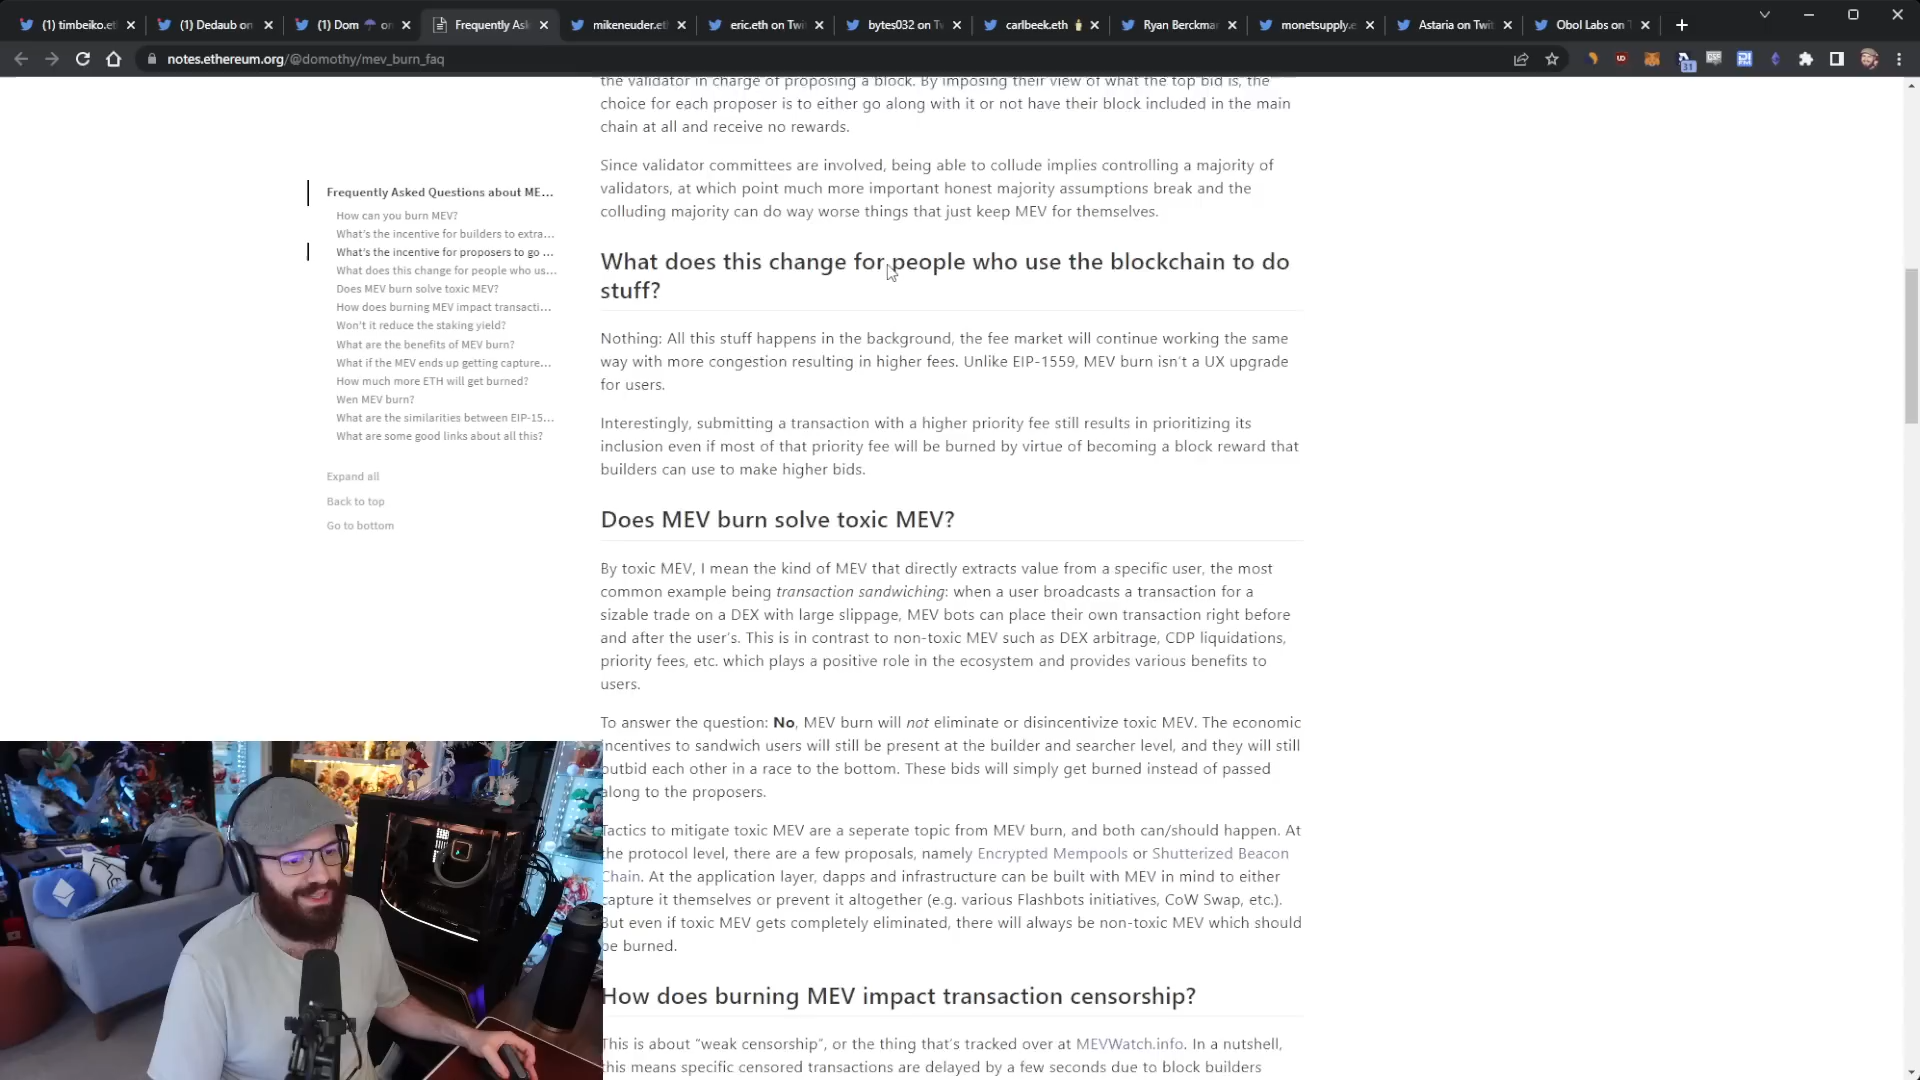 (1) timbeiko.et
(1) Dedaub on
(1) Dom on
Frequently Ask
mikeneuder.et
eric.eth on Twi
bytes032 on Tw
carlbeek.eth
Ryan Berckma
monetsupply.e
Astaria on Twit
Obol Labs on T
notes.ethereum.org/@domothy/mev_burn_faq
31
the validator in charge of proposing a block. By imposing their view of what the top bid is, the
choice for each proposer is to either go along with it or not have their block included in the main
chain at all and receive no rewards.
Since validator committees are involved, being able to collude implies controlling a majority of
validators, at which point much more important honest majority assumptions break and the
colluding majority can do way worse things that just keep MEV for themselves.
Frequently Asked Questions about ME...
How can you burn MEV?
What's the incentive for builders to extra...
What's the incentive for proposers to go ...
What does this change for people who us...
Does MEV burn solve toxic MEV?
How does burning MEV impact transacti...
Won't it reduce the staking yield?
What are the benefits of MEV burn?
What if the MEV ends up getting capture...
How much more ETH will get burned?
Wen MEV burn?
What are the similarities between EIP-15...
What are some good links about all this?
Expand all
Back to top
Go to bottom
What does this change for people who use the blockchain to do
stuff?
Nothing: All this stuff happens in the background, the fee market will continue working the same
way with more congestion resulting in higher fees. Unlike EIP-1559, MEV burn isn't a UX upgrade
for users.
Interestingly, submitting a transaction with a higher priority fee still results in prioritizing its
inclusion even if most of that priority fee will be burned by virtue of becoming a block reward that
builders can use to make higher bids.
Does MEV burn solve toxic MEV?
By toxic MEV, I mean the kind of MEV that directly extracts value from a specific user, the most
common example being transaction sandwiching: when a user broadcasts a transaction for a
sizable trade on a DEX with large slippage, MEV bots can place their own transaction right before
and after the user's. This is in contrast to non-toxic MEV such as DEX arbitrage, CDP liquidations,
priority fees, etc. which plays a positive role in the ecosystem and provides various benefits to
users.
To answer the question: No, MEV burn will not eliminate or disincentivize toxic MEV. The economic
incentives to sandwich users will still be present at the builder and searcher level, and they will still
outbid each other in a race to the bottom. These bids will simply get burned instead of passed
along to the proposers.
Tactics to mitigate toxic MEV are a seperate topic from MEV burn, and both can/should happen. At
the protocol level, there are a few proposals, namely Encrypted Mempools or Shutterized Beacon
Chain. At the application layer, dapps and infrastructure can be built with MEV in mind to either
capture it themselves or prevent it altogether (e.g. various Flashbots initiatives, CoW Swap, etc.).
But even if toxic MEV gets completely eliminated, there will always be non-toxic MEV which should
be burned.
How does burning MEV impact transaction censorship?
This is about "weak censorship", or the thing that's tracked over at MEVWatch.info. In a nutshell,
this means specific censored transactions are delayed by a few seconds due to block builders